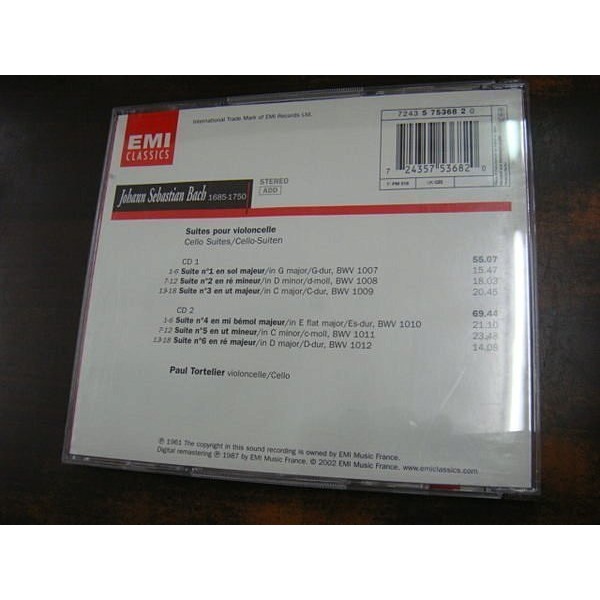 International Trade Mark of EMI Records Ltd.
7243 5 75368 2 0
EMI
CLASSICS
7 24357 53682 0
Johann Sebastian Bach 1685-1750
STEREO
ADD
Suites pour violoncelle
Cello Suites/Cello-Suiten
CD 1 55.07
1-6 Suite n°1 en sol majeur/in G major/G-dur, BWV 1007 15.47
7-12 Suite n°2 en ré mineur/in D minor/d-moll, BWV 1008 18.03
13-18 Suite n°3 en ut majeur/in C major/C-dur, BWV 1009 20.45
CD 2 69.44
1-6 Suite n°4 en mi bémol majeur/in E flat major/Es-dur, BWV 1010 21.10
7-12 Suite n°5 en ut mineur/in C minor/c-moll, BWV 1011 23.48
13-18 Suite n°6 en ré majeur/in D major/D-dur, BWV 1012
Paul Tortelier violoncelle/Cello
℗ 1961 The copyright in this sound recording is owned by EMI Music France.
Digital remastering ℗ 1987 by EMI Music France. © 2002 EMI Music France. www.emiclassics.com